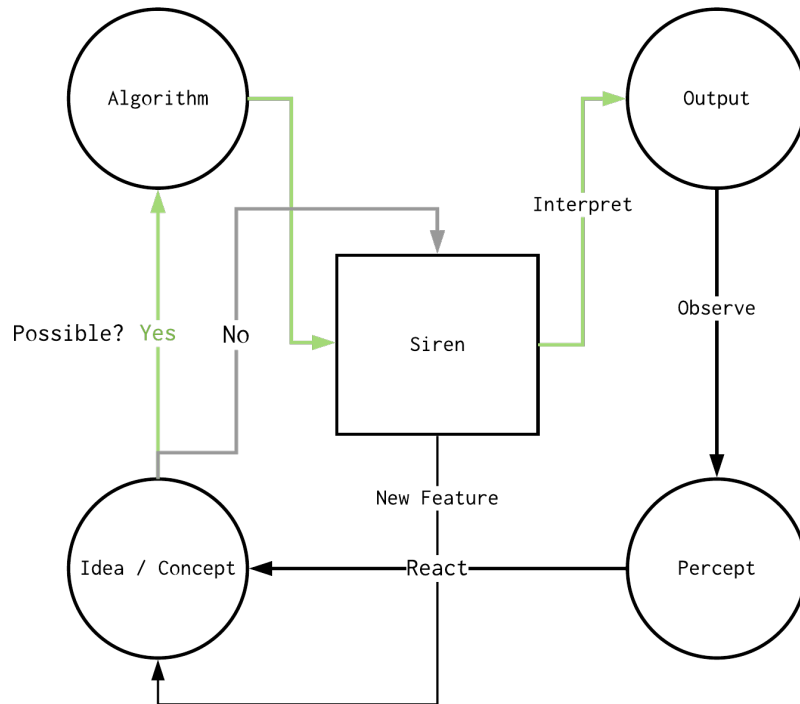 Algorithm
Output
Interpret
Observe
Possible? Yes
No
Siren
New Feature
Idea / Concept
React
Percept